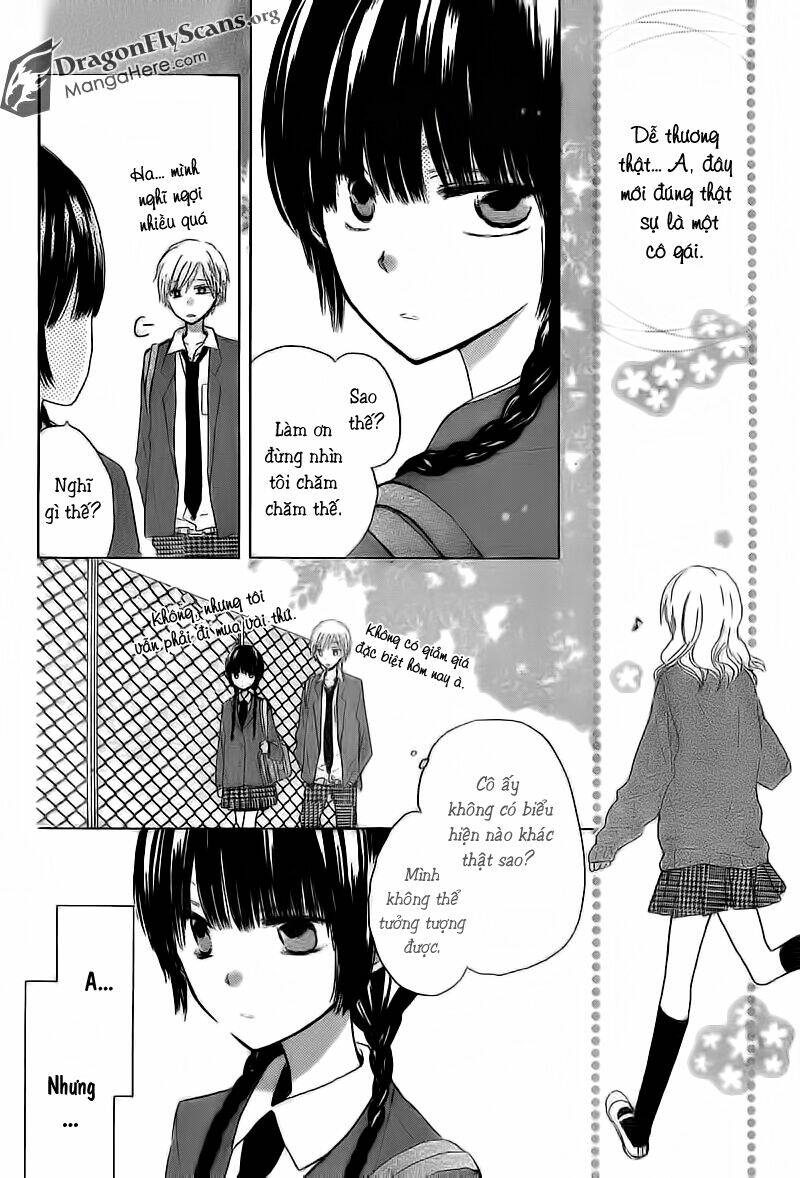 DragonFlyScans.org
MangaHere.com
Dễ thương
thật... A, đây
mới đúng thật
sự là một
cô gái.
Sao
thế?
Làm ơn
đừng nhìn
tôi chăm
chăm thế.
Ha... mình
nghĩ ngợi
nhiều quá
Nghĩ
gì thế?
Không có giảm giá
đặc biệt hôm nay à.
Không, nhưng tôi
vẫn phải đi mua vài thứ.
Cô ấy
không có biểu
hiện nào khác
thật sao?
Mình
không thể
tưởng tượng
được.
A...
Nhưng
...